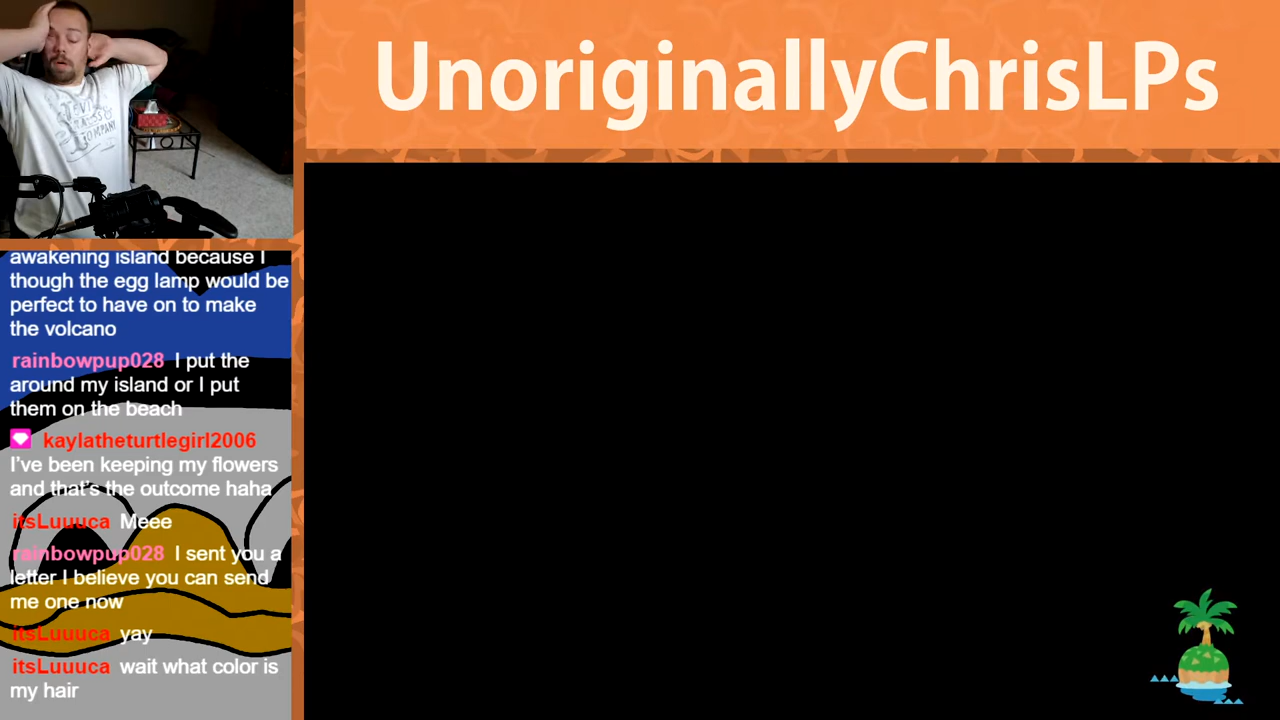 UnoriginallyChrisLPs
awakening island because I
though the egg lamp would be
perfect to have on to make
the volcano
rainbowpup028 I put the
around my island or I put
them on the beach
kaylatheturtlegirl2006
I've been keeping my flowers
and that's the outcome haha
itsLuuuca Meee
rainbowpup028 I sent you a
letter I believe you can send
me one now
itsLuuuca yay
itsLuuuca wait what color is
my hair